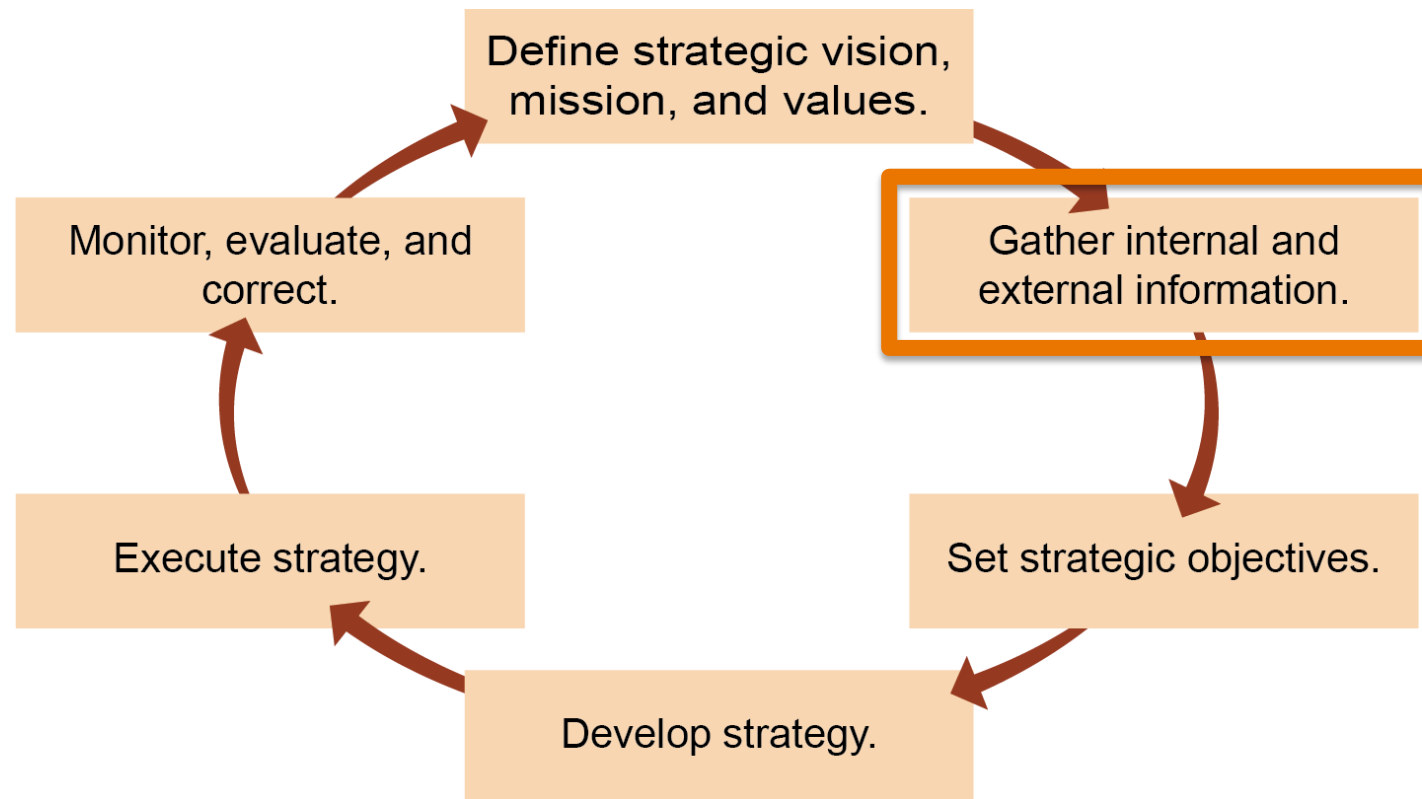 Define strategic vision,
mission, and values.
Gather internal and
external information.
Set strategic objectives.
Develop strategy.
Execute strategy.
Monitor, evaluate, and
correct.